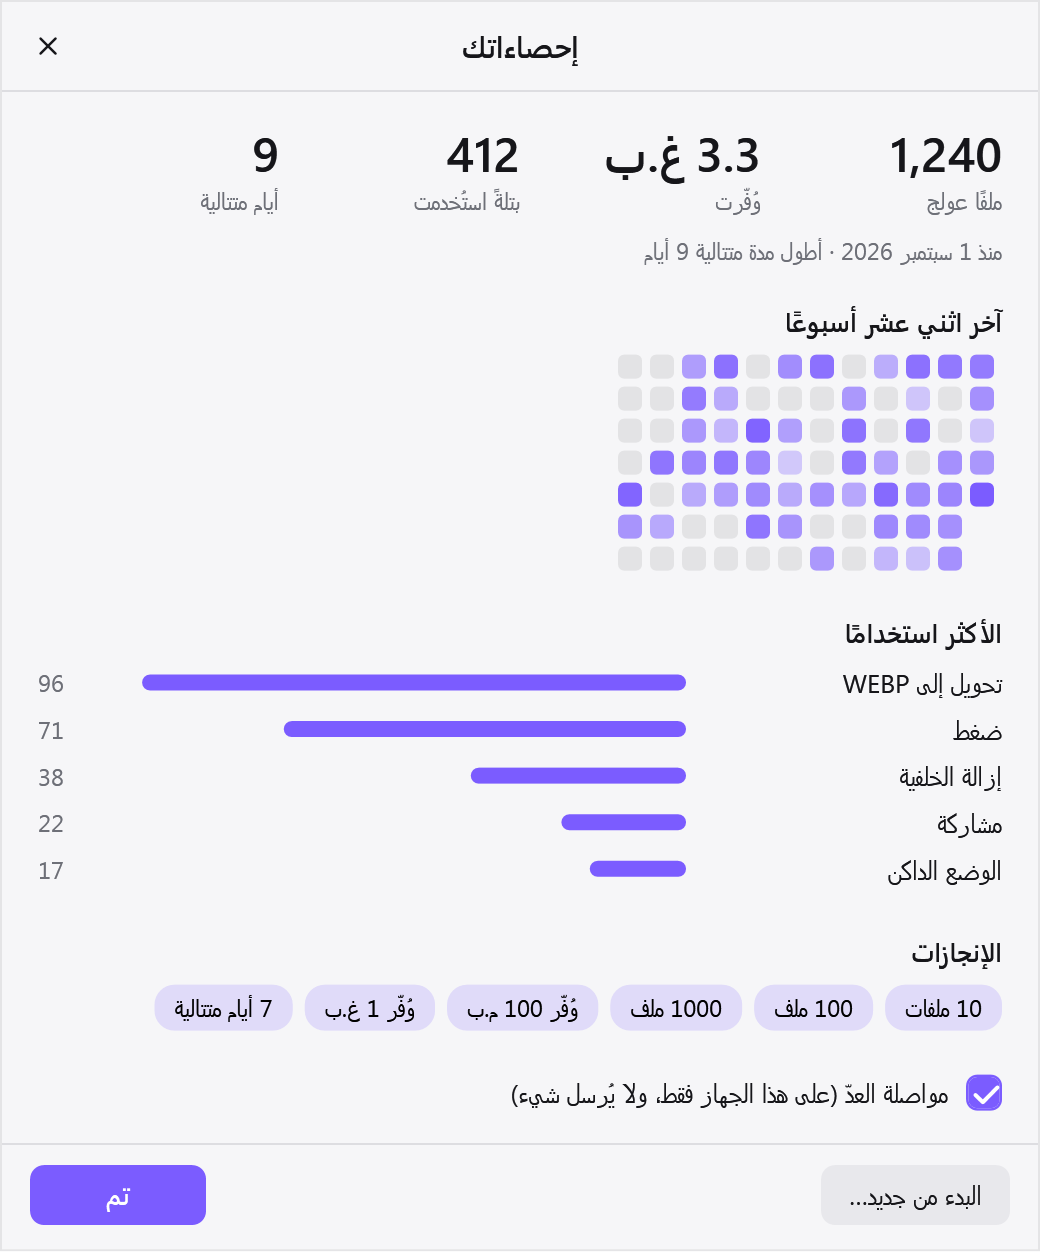 إحصاءاتك
1,240
ملفًا عولج
3.3 غ.ب
وُفّرت
412
بتلةً استُخدمت
9
أيام متتالية
منذ 1 سبتمبر 2026 · أطول مدة متتالية 9 أيام
آخر اثني عشر أسبوعًا
الأكثر استخدامًا
تحويل إلى WEBP 96
ضغط 71
إزالة الخلفية 38
مشاركة 22
الوضع الداكن 17
الإنجازات
10 ملفات
100 ملف
1000 ملف
وُفّر 100 م.ب
وُفّر 1 غ.ب
7 أيام متتالية
مواصلة العدّ (على هذا الجهاز فقط، ولا يُرسل شيء)
البدء من جديد...
تم